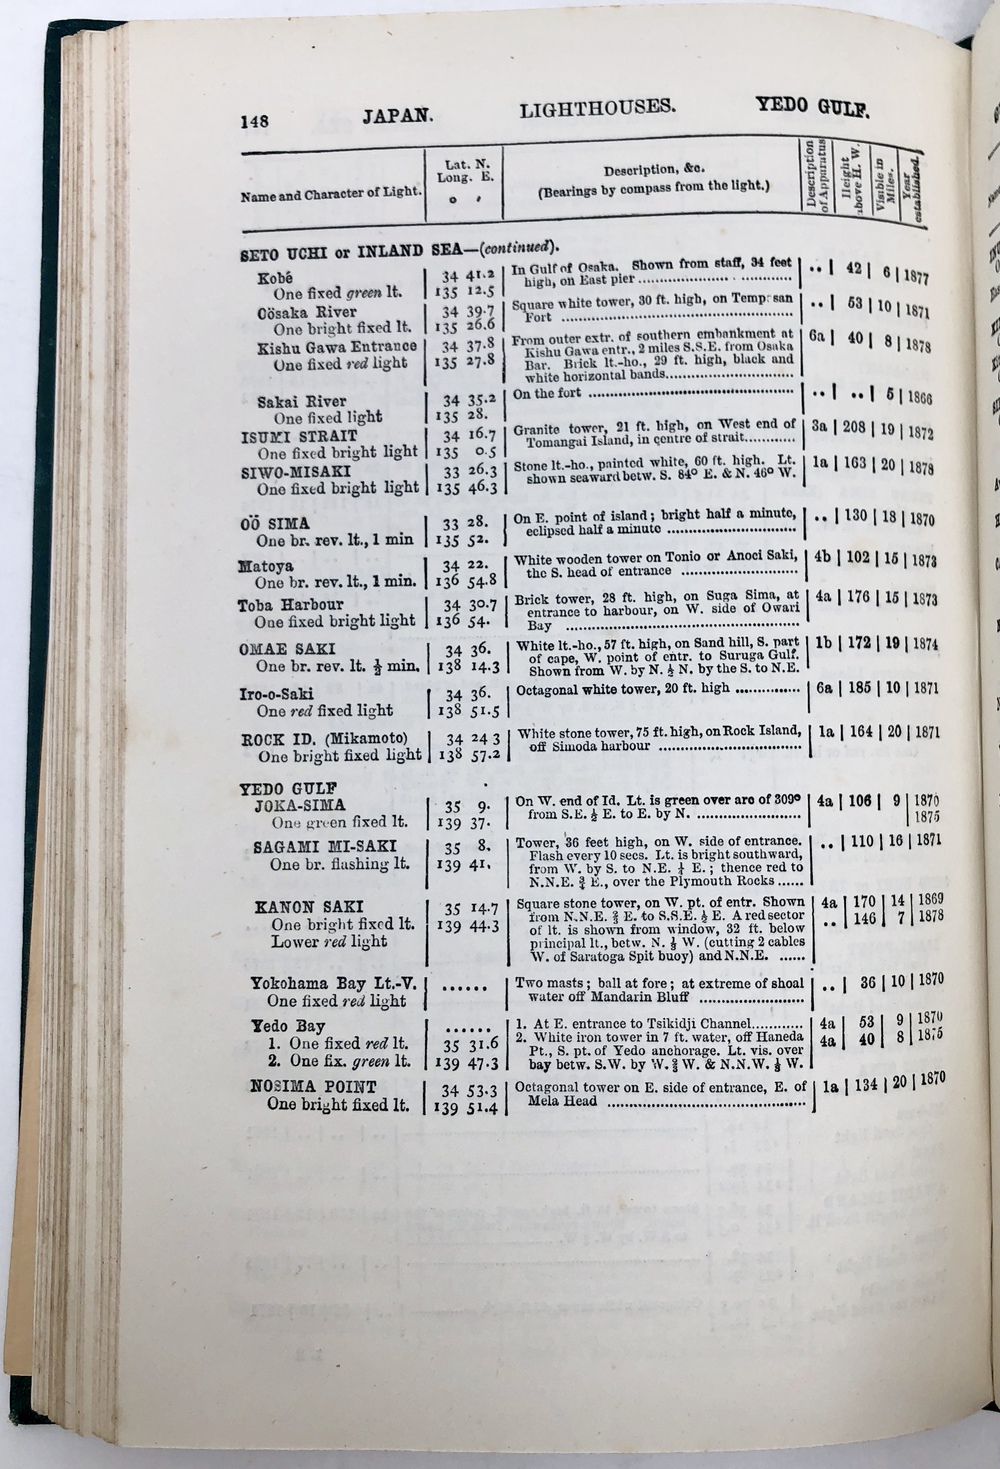 148 JAPAN. LIGHTHOUSES. YEDO GULF.
Name and Character of Light. | Lat. N. Long. E. ° ′ | Description, &c. (Bearings by compass from the light.) | Description of Apparatus | Height above H. W. | Visible in Miles. | Year established.
SETO UCHI or INLAND SEA—(continued).
Kobé | 34 41.2 | In Gulf of Osaka. Shown from staff, 34 feet | .. | 42 | 6 | 1877
One fixed green lt. | 135 12.5 | high, on East pier
Oösaka River | 34 39.7 | Square white tower, 30 ft. high, on Tempzsan | .. | 53 | 10 | 1871
One bright fixed lt. | 135 26.6 | Fort
Kishu Gawa Entrance | 34 37.8 | From outer extr. of southern embankment at | 6a | 40 | 8 | 1878
One fixed red light | 135 27.8 | Kishu Gawa entr., 2 miles S.S.E. from Osaka
Bar. Brick lt.-ho., 29 ft. high, black and
white horizontal bands
Sakai River | 34 35.2 | On the fort | .. | .. | 5 | 1866
One fixed light | 135 28.
ISUMI STRAIT | 34 16.7 | Granite tower, 21 ft. high, on West end of | 3a | 208 | 19 | 1872
One fixed bright light | 135 0.5 | Tomangai Island, in centre of strait
SIWO-MISAKI | 33 26.3 | Stone lt.-ho., painted white, 60 ft. high. Lt. | 1a | 163 | 20 | 1878
One fixed bright light | 135 46.3 | shown seaward betw. S. 84° E. & N. 46° W.
OÖ SIMA | 33 28. | On E. point of island; bright half a minute, | .. | 130 | 18 | 1870
One br. rev. lt., 1 min | 135 52. | eclipsed half a minute
Matoya | 34 22. | White wooden tower on Tonio or Anoci Saki, | 4b | 102 | 15 | 1873
One br. rev. lt., 1 min. | 136 54.8 | the S. head of entrance
Toba Harbour | 34 30.7 | Brick tower, 28 ft. high, on Suga Sima, at | 4a | 176 | 15 | 1873
One fixed bright light | 136 54. | entrance to harbour, on W. side of Owari
Bay
OMAE SAKI | 34 36. | White lt.-ho., 57 ft. high, on Sand hill, S. part | 1b | 172 | 19 | 1874
One br. rev. lt. ½ min. | 138 14.3 | of cape, W. point of entr. to Suruga Gulf.
Shown from W. by N. ½ N. by the S. to N.E.
Iro-o-Saki | 34 36. | Octagonal white tower, 20 ft. high | 6a | 185 | 10 | 1871
One red fixed light | 138 51.5
ROCK ID. (Mikamoto) | 34 24 3 | White stone tower, 75 ft. high, on Rock Island, | 1a | 164 | 20 | 1871
One bright fixed light | 138 57.2 | off Simoda harbour
YEDO GULF
JOKA-SIMA | 35 9. | On W. end of Id. Lt. is green over arc of 309° | 4a | 106 | 9 | 1870
One green fixed lt. | 139 37. | from S.E. ½ E. to E. by N. | 1875
SAGAMI MI-SAKI | 35 8. | Tower, 36 feet high, on W. side of entrance. | .. | 110 | 16 | 1871
One br. flashing lt. | 139 41. | Flash every 10 secs. Lt. is bright southward,
from W. by S. to N.E. ¼ E.; thence red to
N.N.E. ¾ E., over the Plymouth Rocks
KANON SAKI | 35 14.7 | Square stone tower, on W. pt. of entr. Shown | 4a | 170 | 14 | 1869
One bright fixed lt. | 139 44.3 | from N.N.E. ¾ E. to S.S.E. ½ E. A red sector | .. | 146 | 7 | 1878
Lower red light | of lt. is shown from window, 32 ft. below
principal lt., betw. N. ½ W. (cutting 2 cables
W. of Saratoga Spit buoy) and N.N.E.
Yokohama Bay Lt.-V. | ...... | Two masts; ball at fore; at extreme of shoal | .. | 36 | 10 | 1870
One fixed red light | water off Mandarin Bluff
Yedo Bay | ...... | 1. At E. entrance to Tsikidji Channel | 4a | 53 | 9 | 1870
1. One fixed red lt. | 35 31.6 | 2. White iron tower in 7 ft. water, off Haneda | 4a | 40 | 8 | 1875
2. One fix. green lt. | 139 47.3 | Pt., S. pt. of Yedo anchorage. Lt. vis. over
bay betw. S.W. by W. ¾ W. & N.N.W. ½ W.
NOSIMA POINT | 34 53.3 | Octagonal tower on E. side of entrance, E. of | 1a | 134 | 20 | 1870
One bright fixed lt. | 139 51.4 | Mela Head